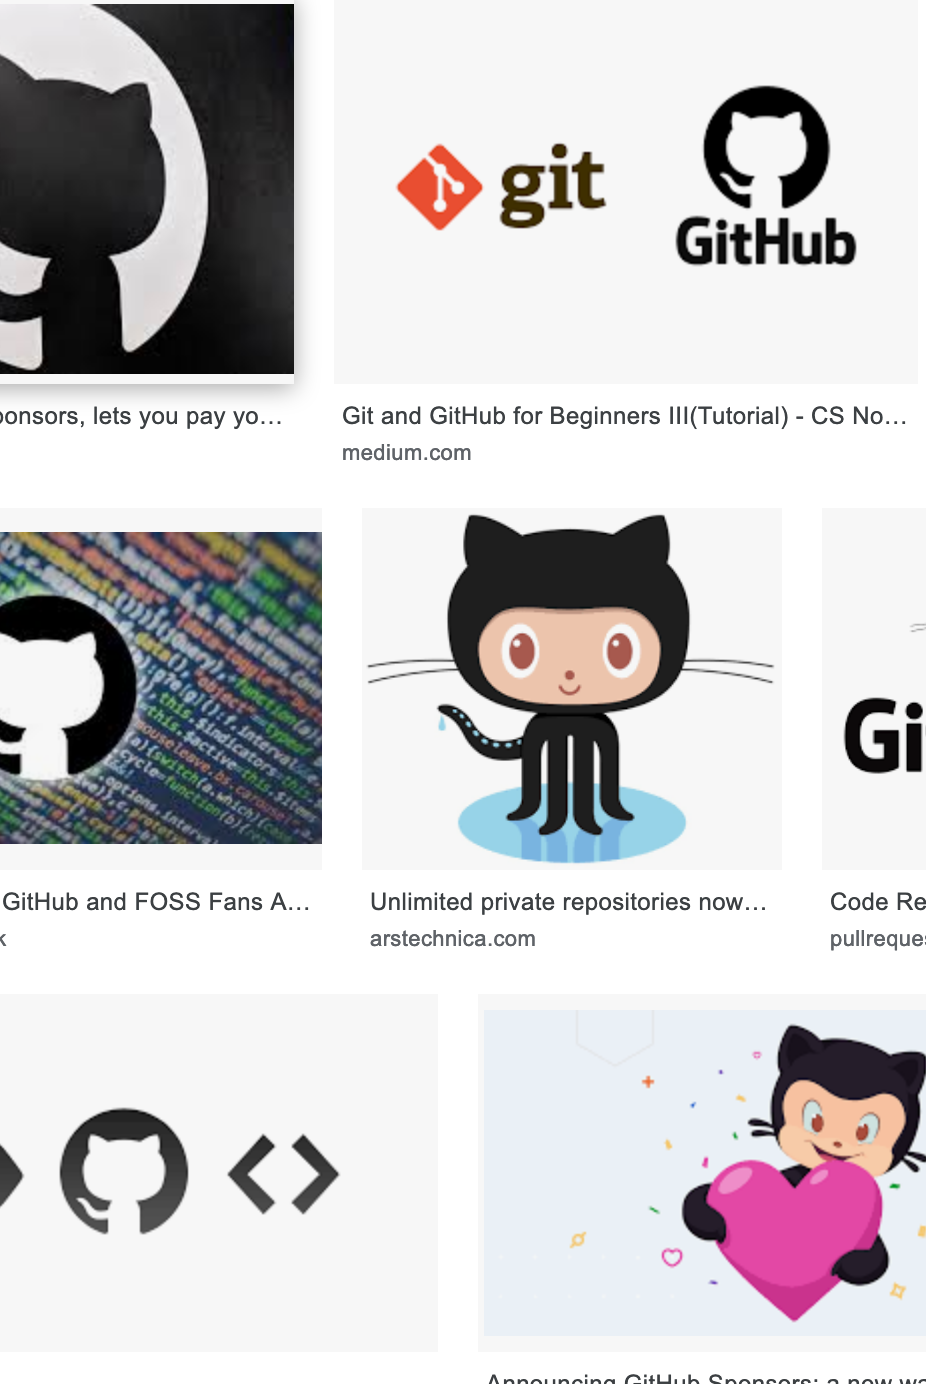 git
GitHub
ponsors, lets you pay yo...
Git and GitHub for Beginners III(Tutorial) - CS No...
medium.com
Gi
GitHub and FOSS Fans A...
k
Unlimited private repositories now...
arstechnica.com
Code Re
pullreques
Announcing GitHub Sponsors: a new wa